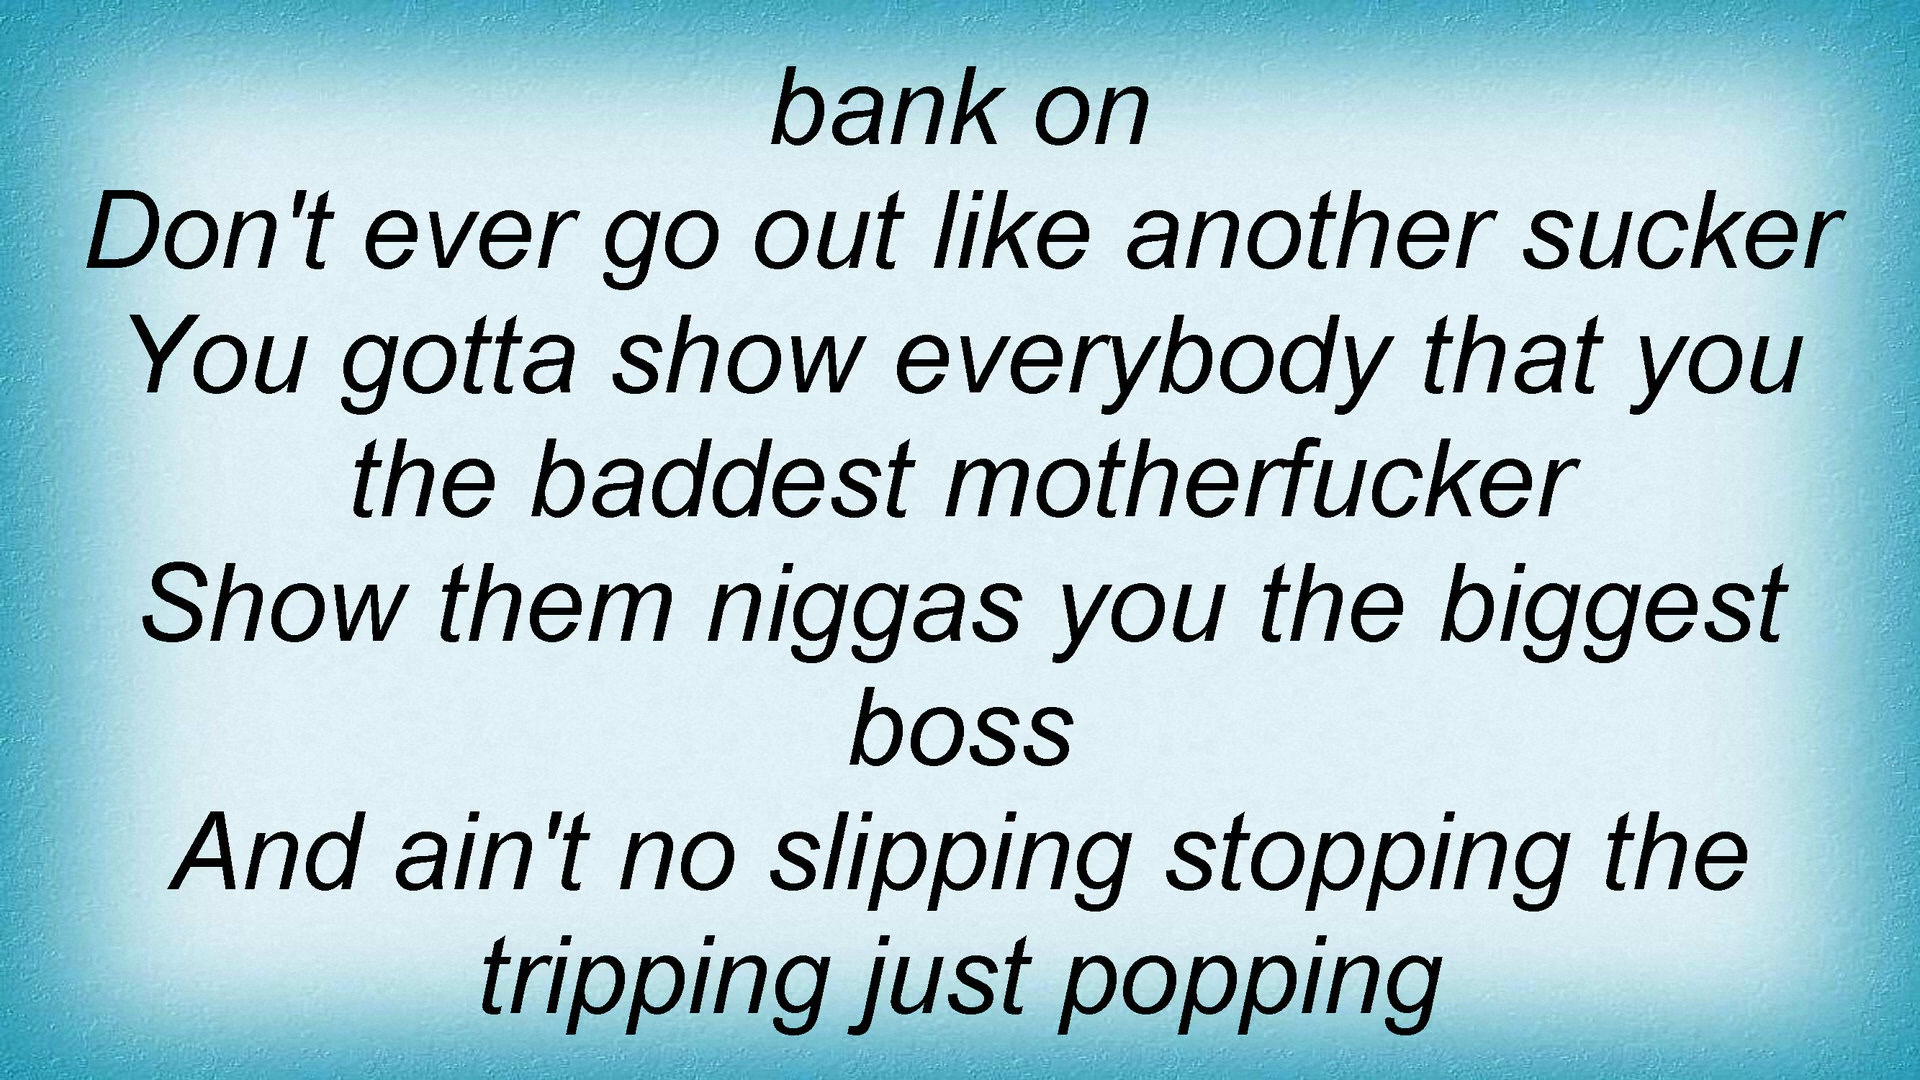 bank on
Don't ever go out like another sucker
You gotta show everybody that you
the baddest motherfucker
Show them niggas you the biggest
boss
And ain't no slipping stopping the
tripping just popping